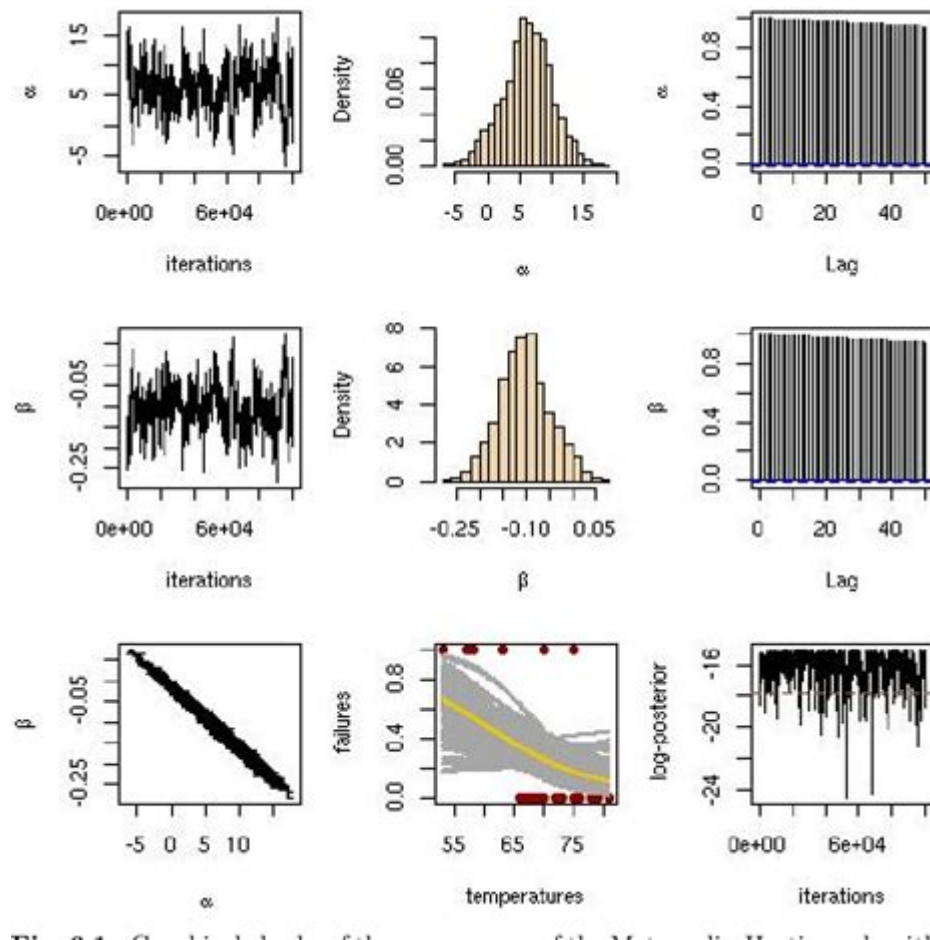 α
15
5
-5
0e+00 6e+04
iterations
Density
0.06
0.00
-5 0 5 15
α
α
0.8
0.4
0.0
0 20 40
Lag
β
-0.05
-0.25
0e+00 6e+04
iterations
Density
8
6
4
2
0
-0.25 -0.10 0.05
β
β
0.8
0.4
0.0
0 20 40
Lag
β
-0.05
-0.25
-5 0 5 10
α
failures
0.8
0.4
0.0
55 65 75
temperatures
log-posterior
-16
-20
-24
0e+00 6e+04
iterations